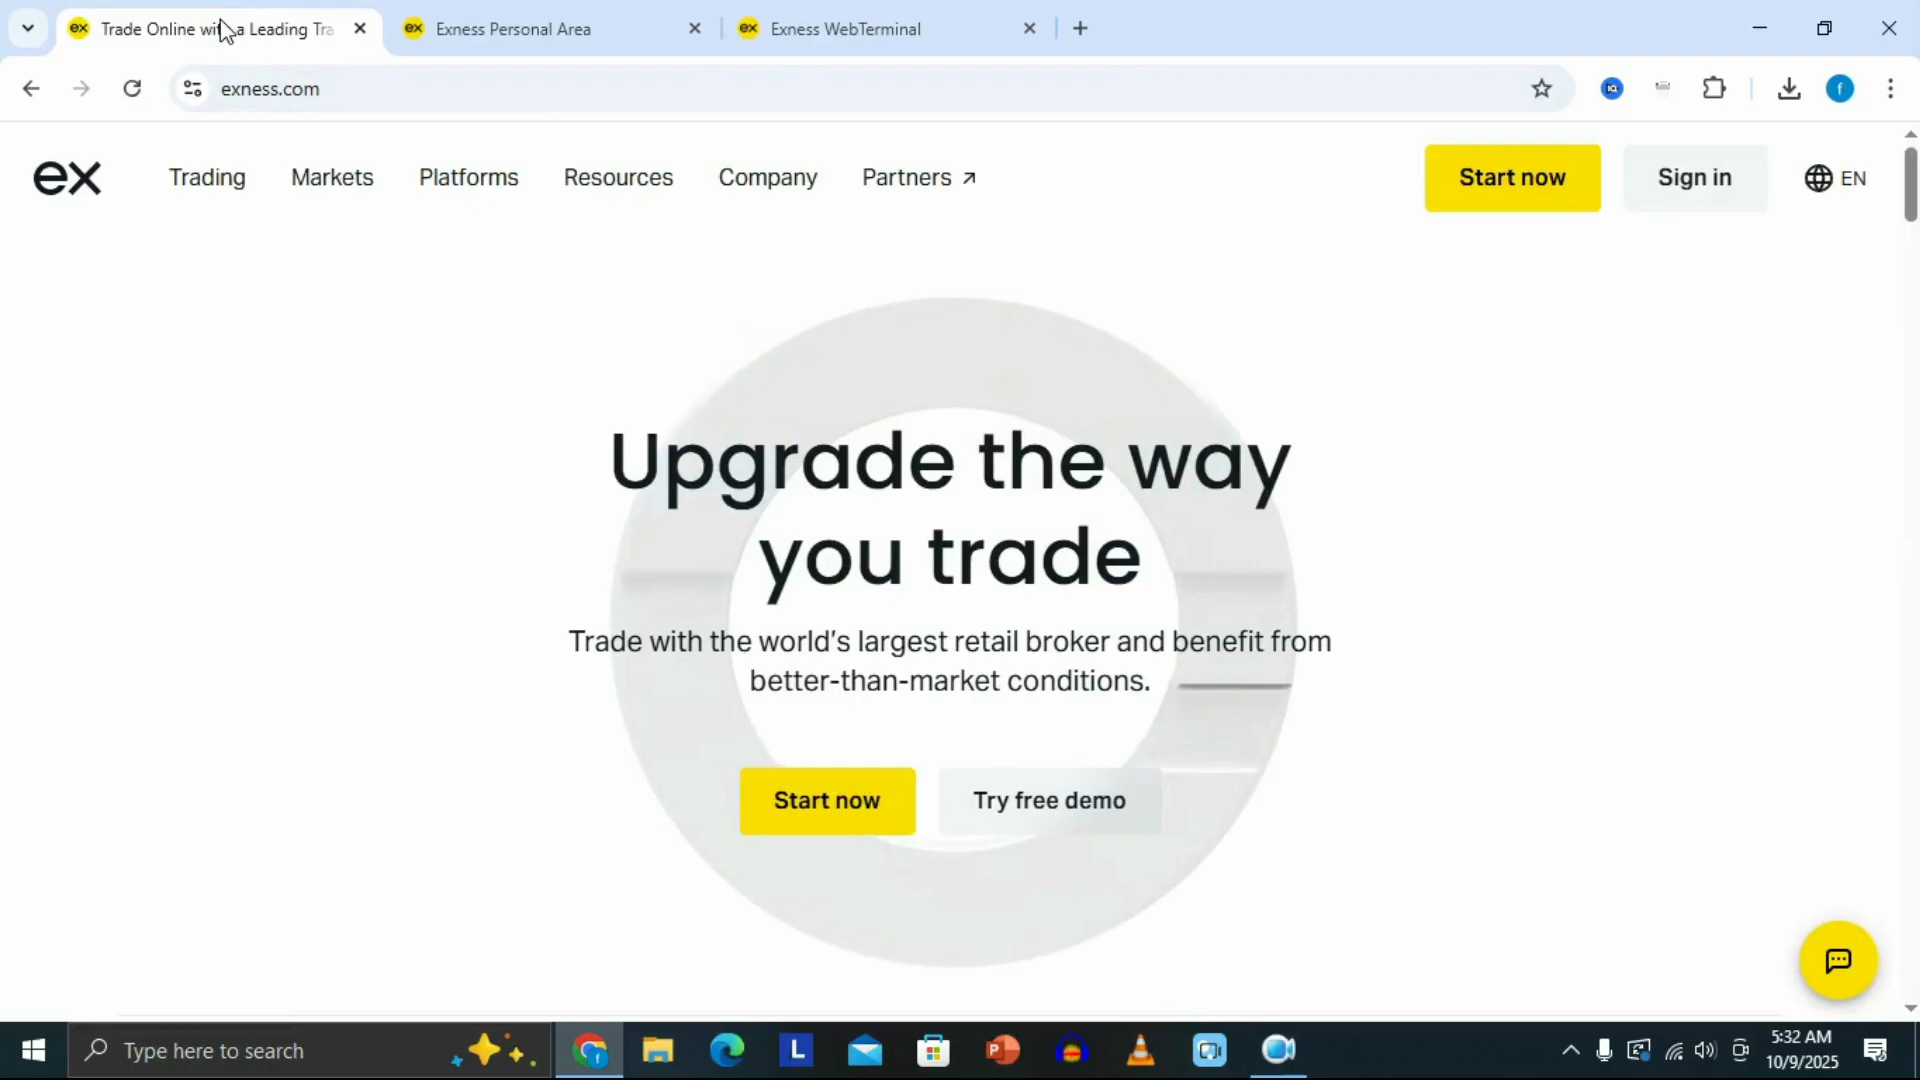 Trade Online with a Leading Tra
Exness Personal Area
Exness WebTerminal
exness.com
f
ex
Trading
Markets
Platforms
Resources
Company
Partners
Start now
Sign in
EN
Upgrade the way
you trade
Trade with the world's largest retail broker and benefit from
better-than-market conditions.
Start now
Try free demo
Type here to search
5:32 AM
10/9/2025